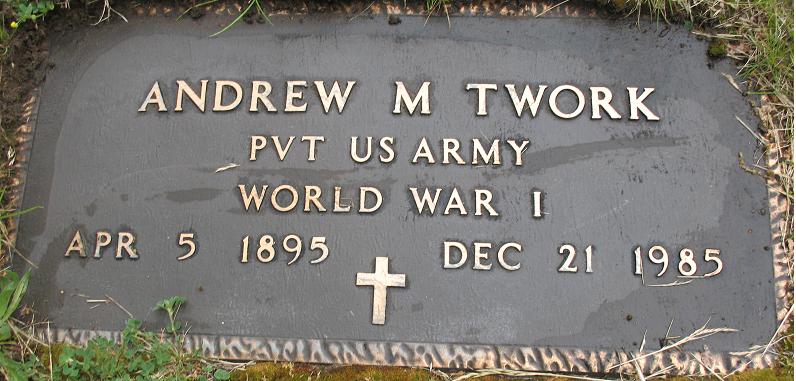 ANDREW M TWORK
PVT US ARMY
WORLD WAR I
APR 5 1895 DEC 21 1985